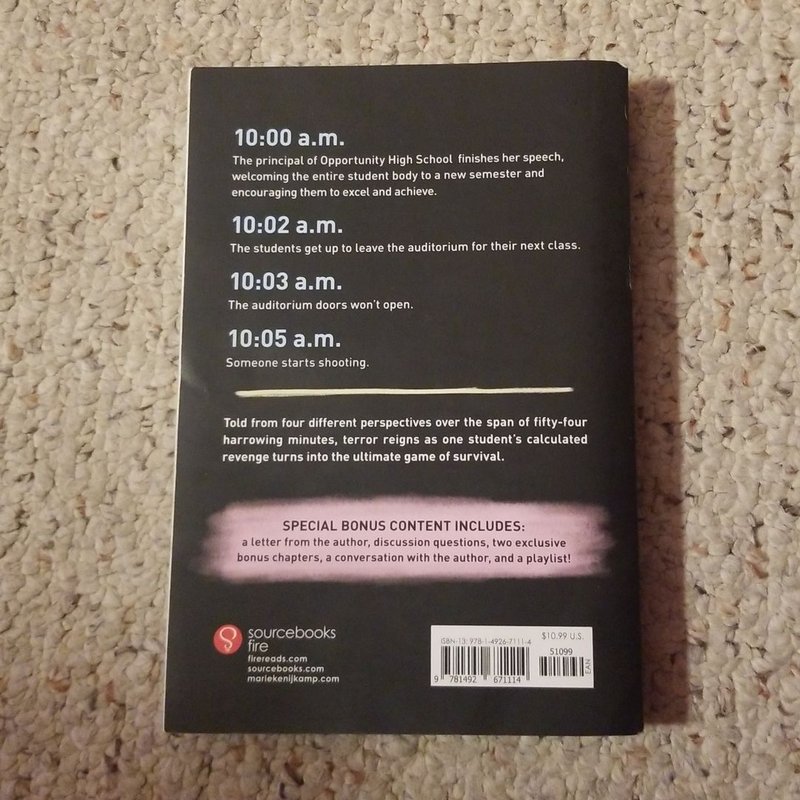 10:00 a.m.
The principal of Opportunity High School finishes her speech,
welcoming the entire student body to a new semester and
encouraging them to excel and achieve.
10:02 a.m.
The students get up to leave the auditorium for their next class.
10:03 a.m.
The auditorium doors won't open.
10:05 a.m.
Someone starts shooting.
Told from four different perspectives over the span of fifty-four
harrowing minutes, terror reigns as one student's calculated
revenge turns into the ultimate game of survival.
SPECIAL BONUS CONTENT INCLUDES:
a letter from the author, discussion questions, two exclusive
bonus chapters, a conversation with the author, and a playlist!
sourcebooks
fire
firereads.com
sourcebooks.com
mariekenijkamp.com
ISBN-13: 978-1-4926-7111-4
$10.99 U.S.
51099
9 781492 671114
EAN